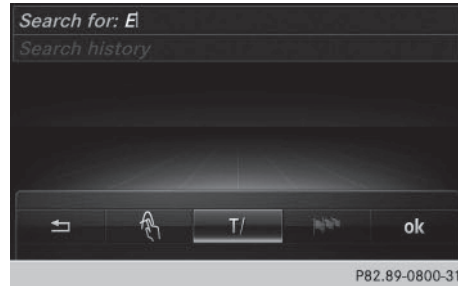 Search for: E
Search history
T/
ok
P82.89-0800-31